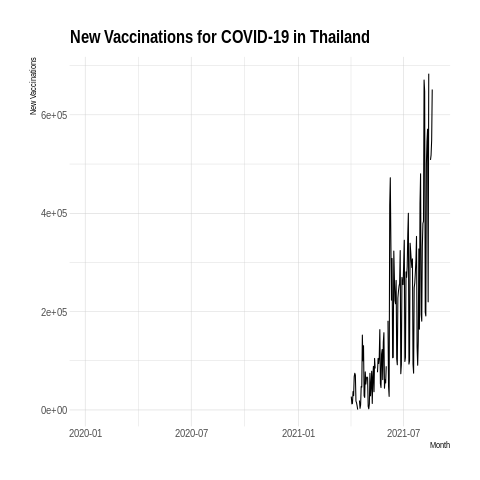 New Vaccinations for COVID-19 in Thailand
New Vaccinations
6e+05
4e+05
2e+05
0e+00
2020-01 2020-07 2021-01 2021-07
Month